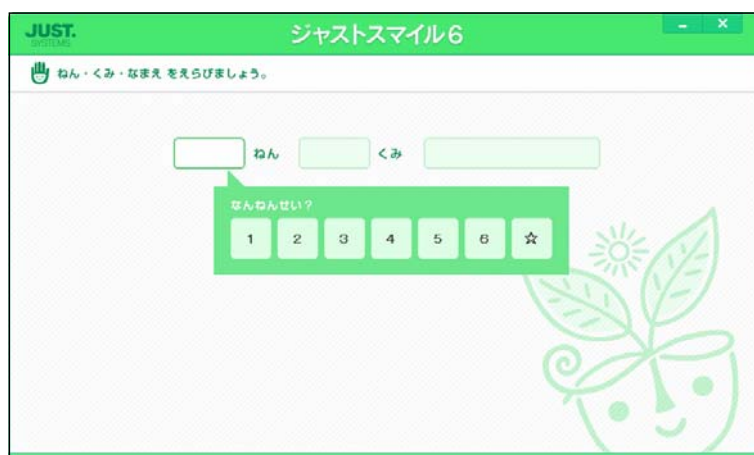 JUST.
SYSTEMS
ジャストスマイル6
ねん・くみ・なまえ をえらびましょう。
ねん くみ
なんねんせい?
1 2 3 4 5 6 ☆